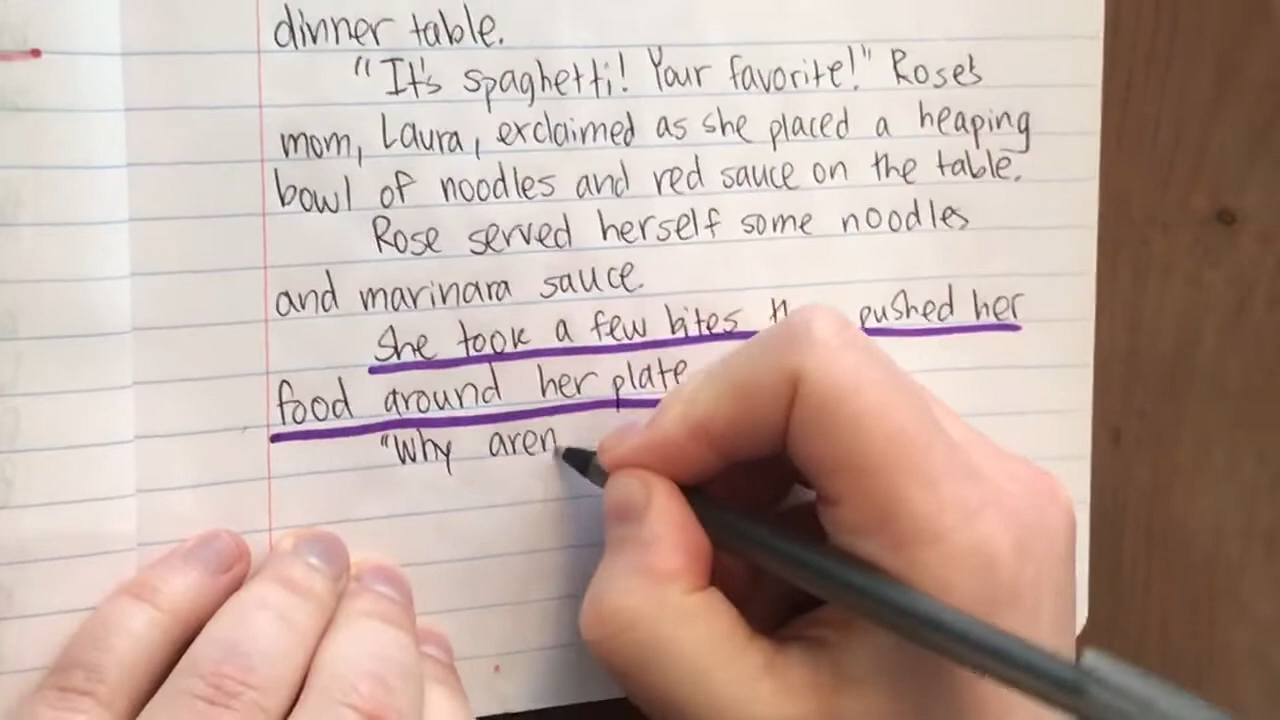 dinner table.
"It's spaghetti! Your favorite!" Rose's
mom, Laura, exclaimed as she placed a heaping
bowl of noodles and red sauce on the table.
Rose served herself some noodles
and marinara sauce.
She took a few bites pushed her
food around her plate
"Why aren